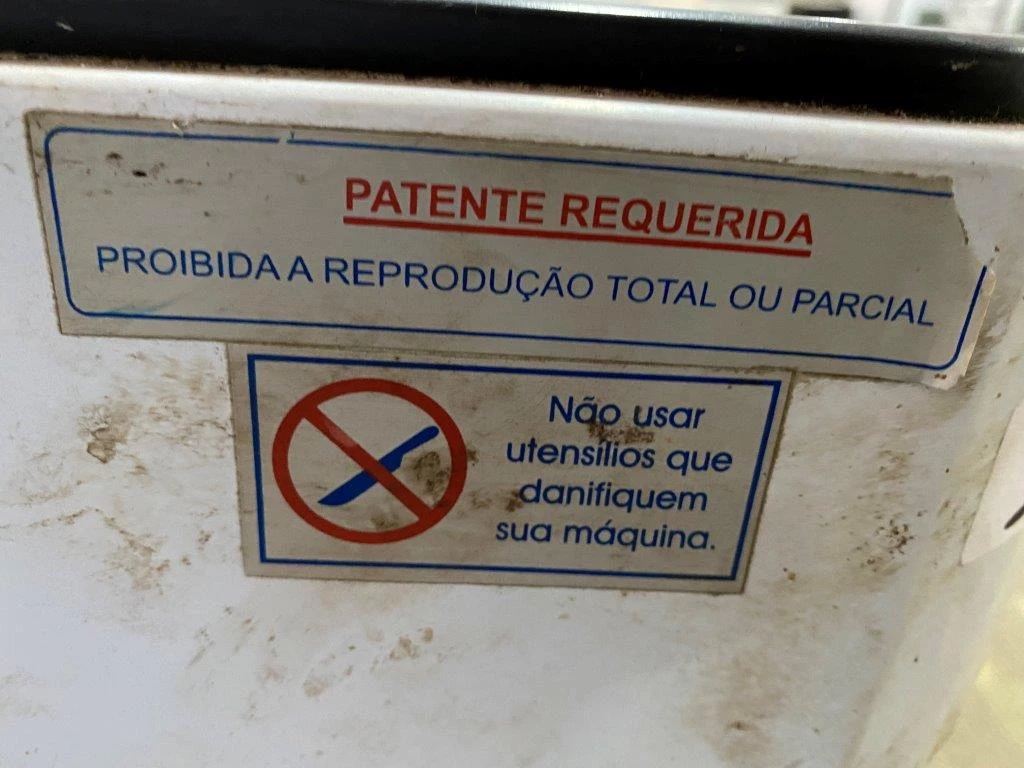 PATENTE REQUERIDA
PROIBIDA A REPRODUÇÃO TOTAL OU PARCIAL
Não usar
utensílios que
danifiquem
sua máquina.